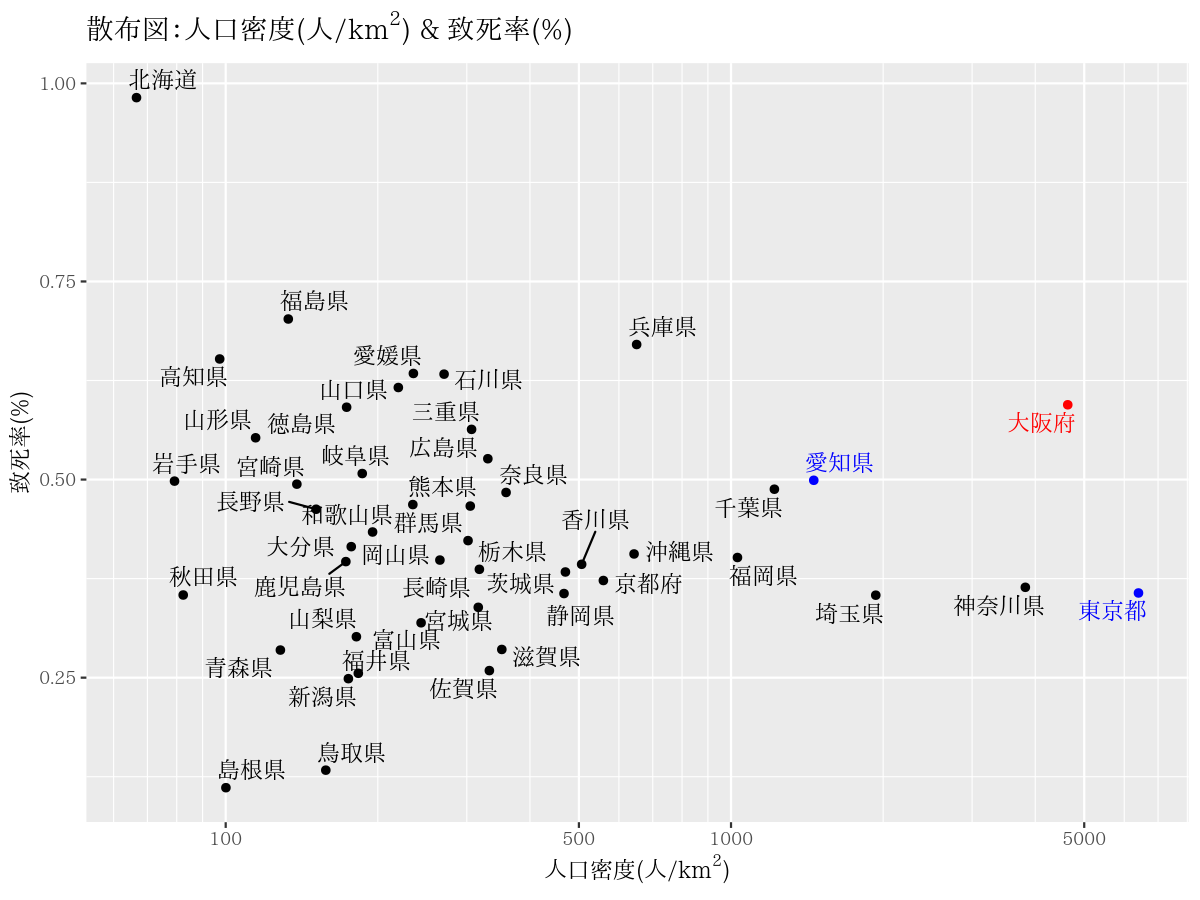 散布図:人口密度(人/km²) & 致死率(%)
1.00
0.75
0.50
0.25
致死率(%)
北海道
福島県
兵庫県
高知県
愛媛県
石川県
山口県
大阪府
徳島県
三重県
山形県
広島県
岐阜県
愛知県
岩手県
宮崎県
奈良県
熊本県
千葉県
長野県
和歌山県
群馬県
香川県
大分県
岡山県
栃木県
沖縄県
福岡県
秋田県
鹿児島県
長崎県
茨城県
京都府
神奈川県
東京都
埼玉県
静岡県
山梨県
宮城県
富山県
青森県
福井県
滋賀県
新潟県
佐賀県
鳥取県
島根県
100
500
1000
5000
人口密度(人/km²)